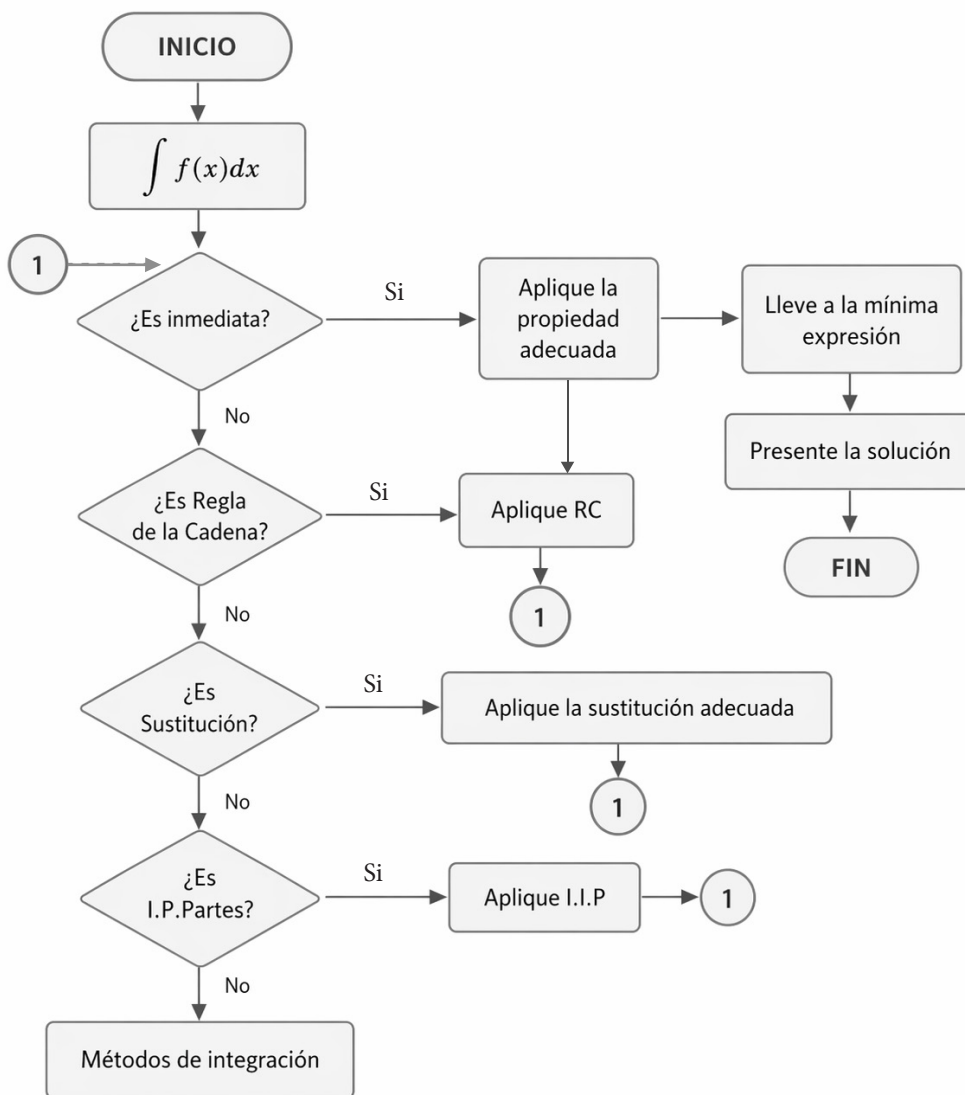 INICIO
∫ f(x)dx
1
¿Es inmediata?
Si
Aplique la
propiedad
adecuada
Lleve a la mínima
expresión
No
Presente la solución
¿Es Regla
de la Cadena?
Si
Aplique RC
FIN
No
1
¿Es
Sustitución?
Si
Aplique la sustitución adecuada
No
1
¿Es
I.P.Partes?
Si
Aplique I.I.P
1
No
Métodos de integración